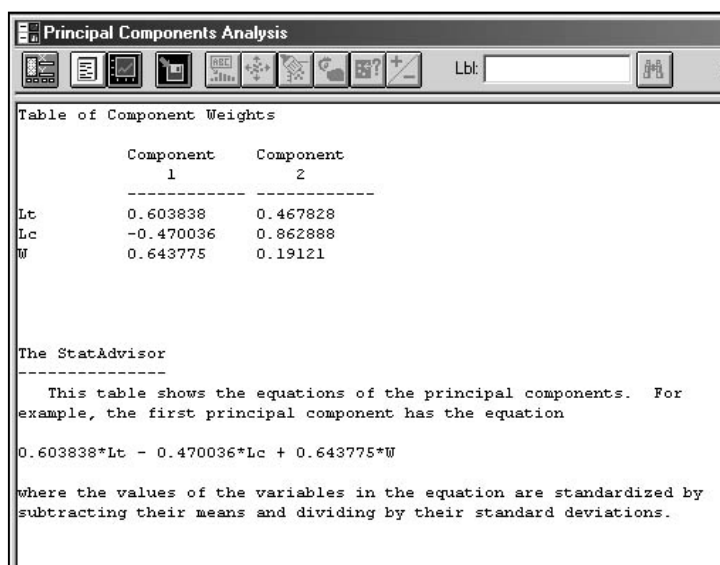 Principal Components Analysis
ABC
Lbl:
Table of Component Weights
Component Component
1 2
------------ ------------
Lt 0.603838 0.467828
Lc -0.470036 0.862888
W 0.643775 0.19121
The StatAdvisor
---------------
This table shows the equations of the principal components. For
example, the first principal component has the equation
0.603838*Lt - 0.470036*Lc + 0.643775*W
where the values of the variables in the equation are standardized by
subtracting their means and dividing by their standard deviations.